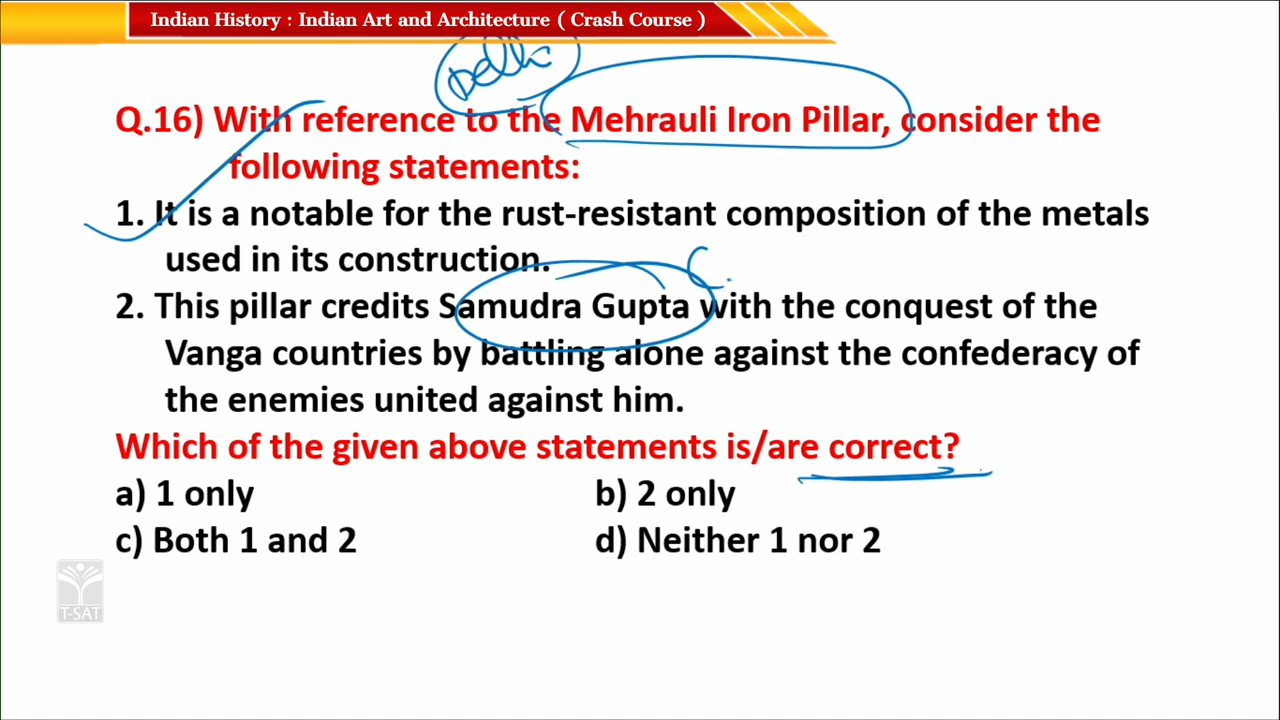 Indian History : Indian Art and Architecture ( Crash Course )
Delhi
Q.16) With reference to the Mehrauli Iron Pillar, consider the
following statements:
1. It is a notable for the rust-resistant composition of the metals
used in its construction.
2. This pillar credits Samudra Gupta with the conquest of the
Vanga countries by battling alone against the confederacy of
the enemies united against him.
Which of the given above statements is/are correct?
a) 1 only b) 2 only
c) Both 1 and 2 d) Neither 1 nor 2
T-SAT